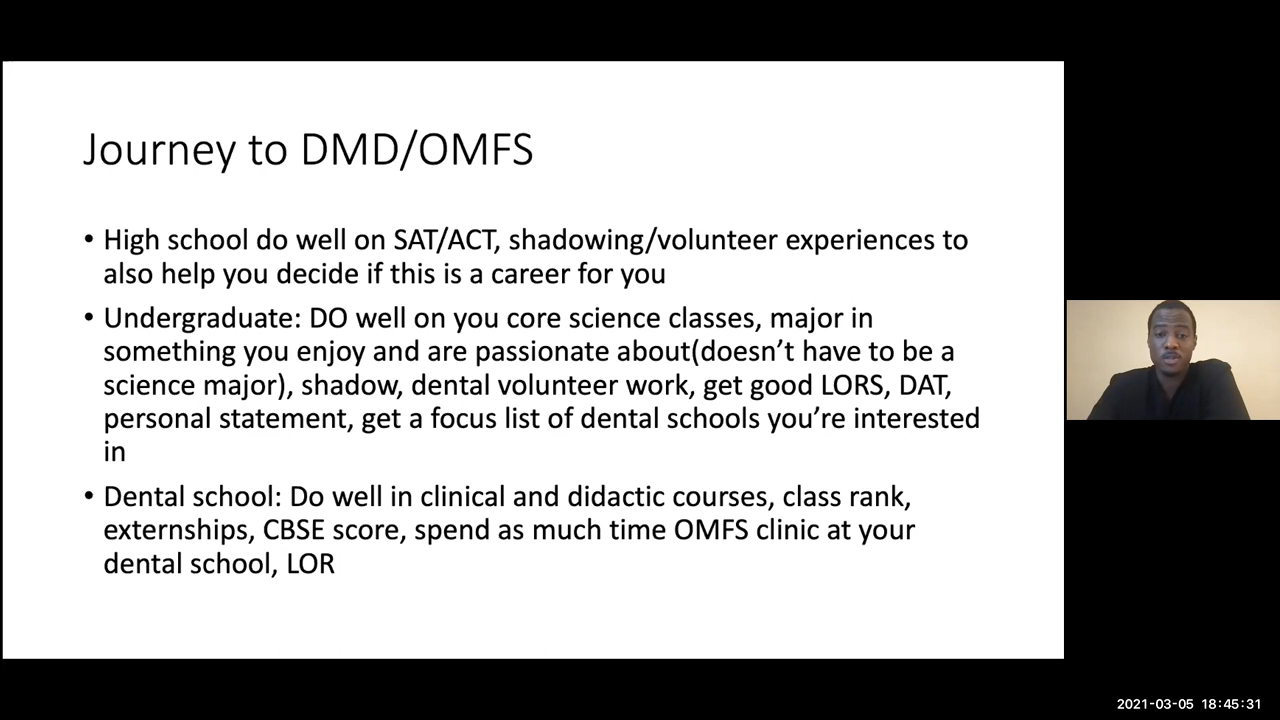 Journey to DMD/OMFS
• High school do well on SAT/ACT, shadowing/volunteer experiences to
also help you decide if this is a career for you
• Undergraduate: DO well on you core science classes, major in
something you enjoy and are passionate about(doesn’t have to be a
science major), shadow, dental volunteer work, get good LORS, DAT,
personal statement, get a focus list of dental schools you’re interested
in
• Dental school: Do well in clinical and didactic courses, class rank,
externships, CBSE score, spend as much time OMFS clinic at your
dental school, LOR
2021-03-05 18:45:31